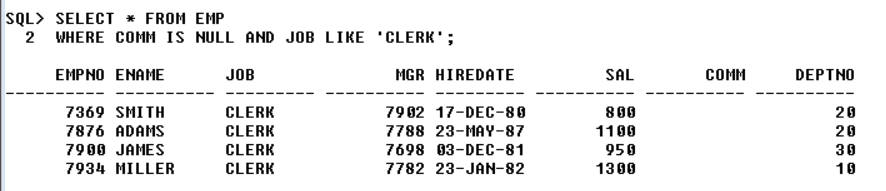 SQL> SELECT * FROM EMP
2 WHERE COMM IS NULL AND JOB LIKE 'CLERK';
EMPNO ENAME JOB MGR HIREDATE SAL COMM DEPTNO
---------- ---------- --------- ---------- --------- ---------- ---------- ----------
7369 SMITH CLERK 7902 17-DEC-80 800 20
7876 ADAMS CLERK 7788 23-MAY-87 1100 20
7900 JAMES CLERK 7698 03-DEC-81 950 30
7934 MILLER CLERK 7782 23-JAN-82 1300 10